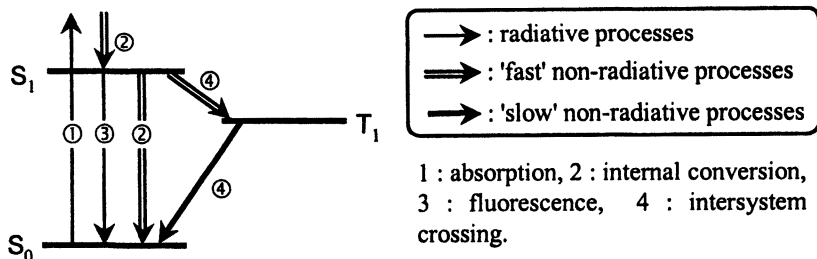 ②
S₁
④
①
③
②
T₁
④
S₀
: radiative processes
: 'fast' non-radiative processes
: 'slow' non-radiative processes
1 : absorption, 2 : internal conversion,
3 : fluorescence, 4 : intersystem
crossing.